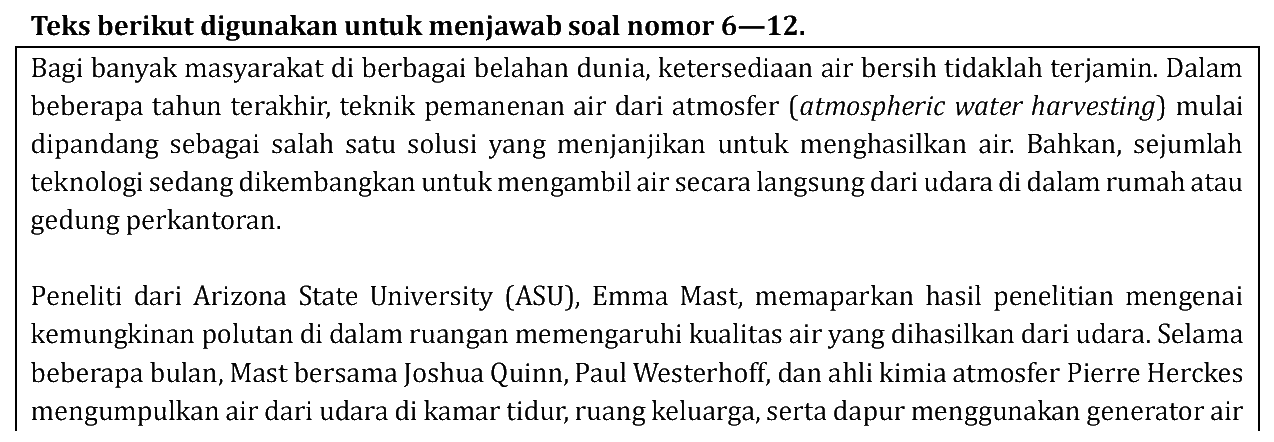 Teks berikut digunakan untuk menjawab soal nomor 6—12.
Bagi banyak masyarakat di berbagai belahan dunia, ketersediaan air bersih tidaklah terjamin. Dalam
beberapa tahun terakhir, teknik pemanenan air dari atmosfer (atmospheric water harvesting) mulai
dipandang sebagai salah satu solusi yang menjanjikan untuk menghasilkan air. Bahkan, sejumlah
teknologi sedang dikembangkan untuk mengambil air secara langsung dari udara di dalam rumah atau
gedung perkantoran.
Peneliti dari Arizona State University (ASU), Emma Mast, memaparkan hasil penelitian mengenai
kemungkinan polutan di dalam ruangan memengaruhi kualitas air yang dihasilkan dari udara. Selama
beberapa bulan, Mast bersama Joshua Quinn, Paul Westerhoff, dan ahli kimia atmosfer Pierre Herckes
mengumpulkan air dari udara di kamar tidur, ruang keluarga, serta dapur menggunakan generator air